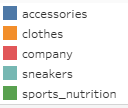 accessories
clothes
company
sneakers
sports_nutrition